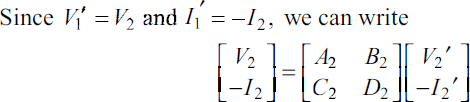 Since V₁′ = V₂ and I₁′ = −I₂, we can write
[V₂ −I₂] = [A₂ B₂ C₂ D₂] [V₂′ −I₂′]